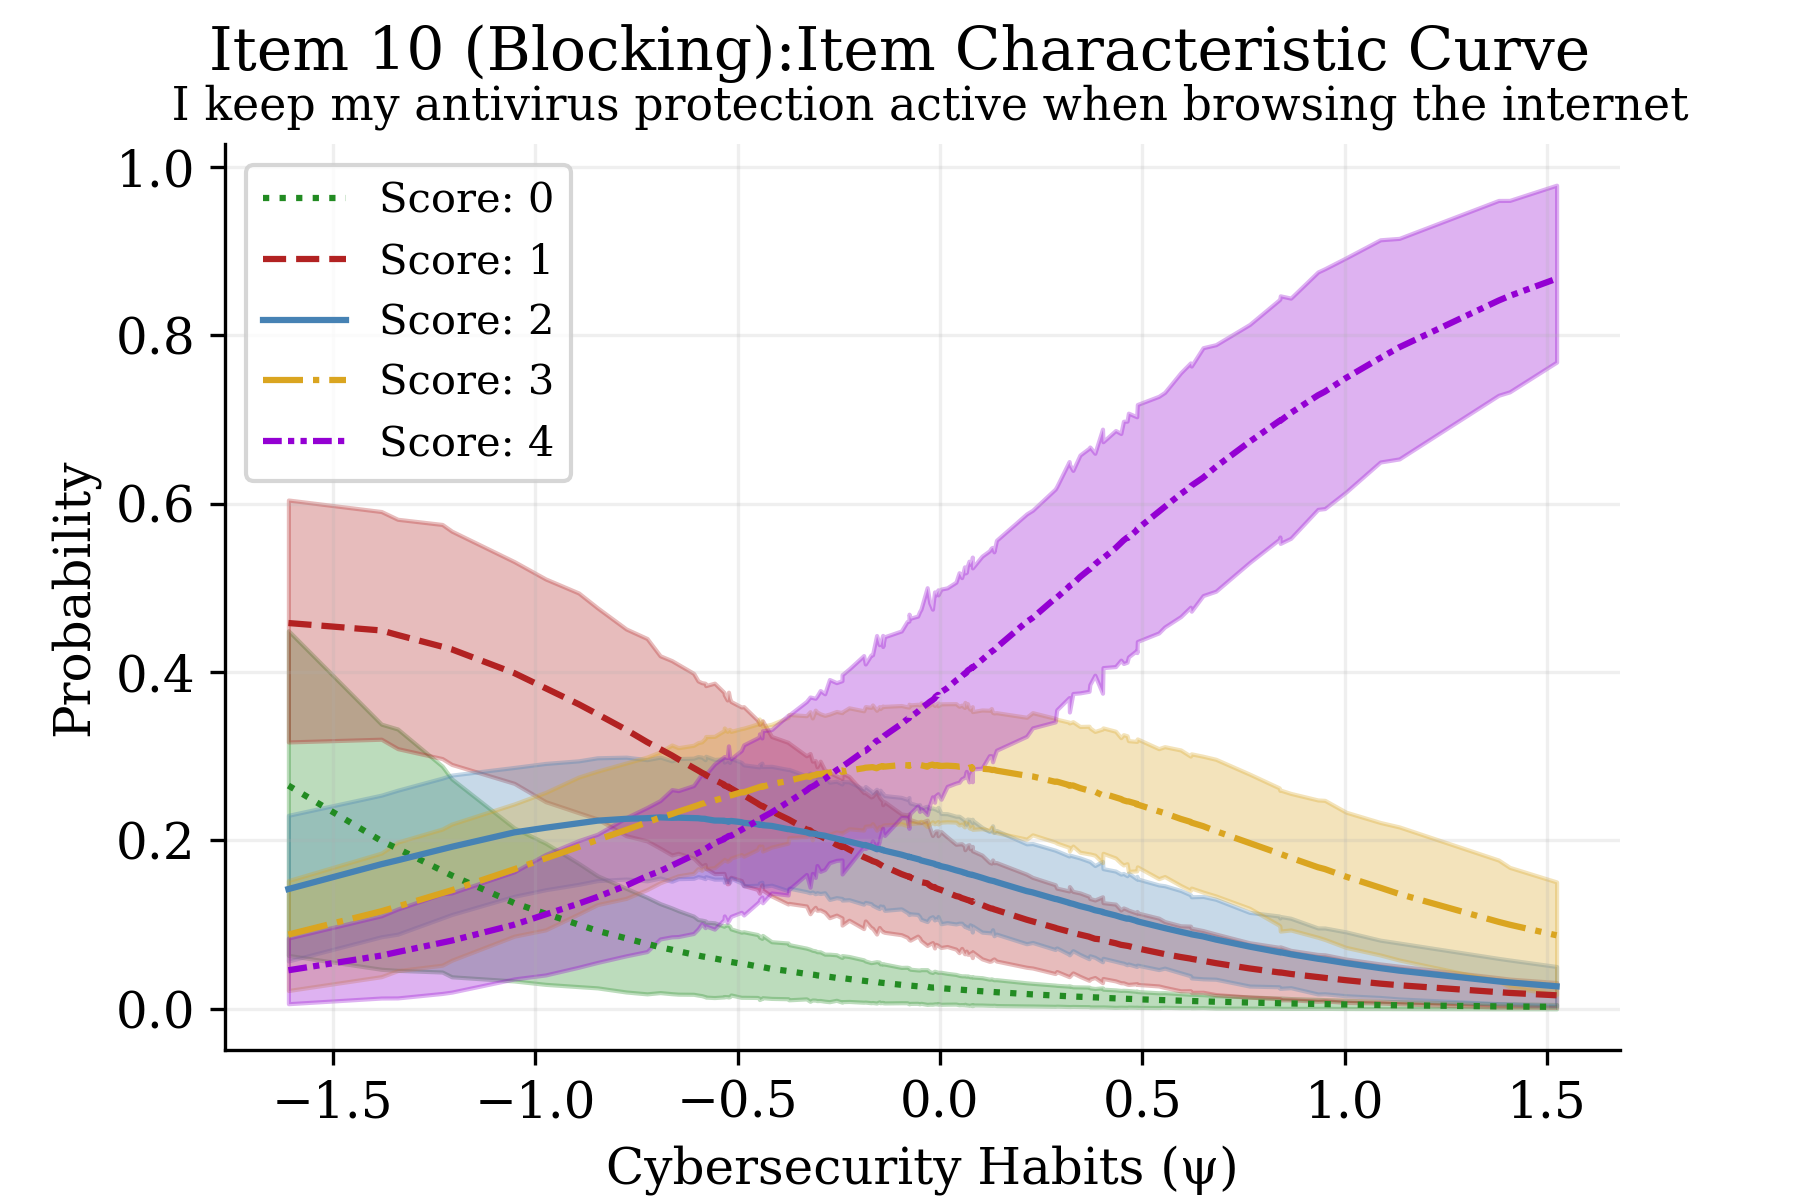 Item 10 (Blocking):Item Characteristic Curve
I keep my antivirus protection active when browsing the internet
Score: 0
Score: 1
Score: 2
Score: 3
Score: 4
Probability
1.0
0.8
0.6
0.4
0.2
0.0
−1.5 −1.0 −0.5 0.0 0.5 1.0 1.5
Cybersecurity Habits (ψ)